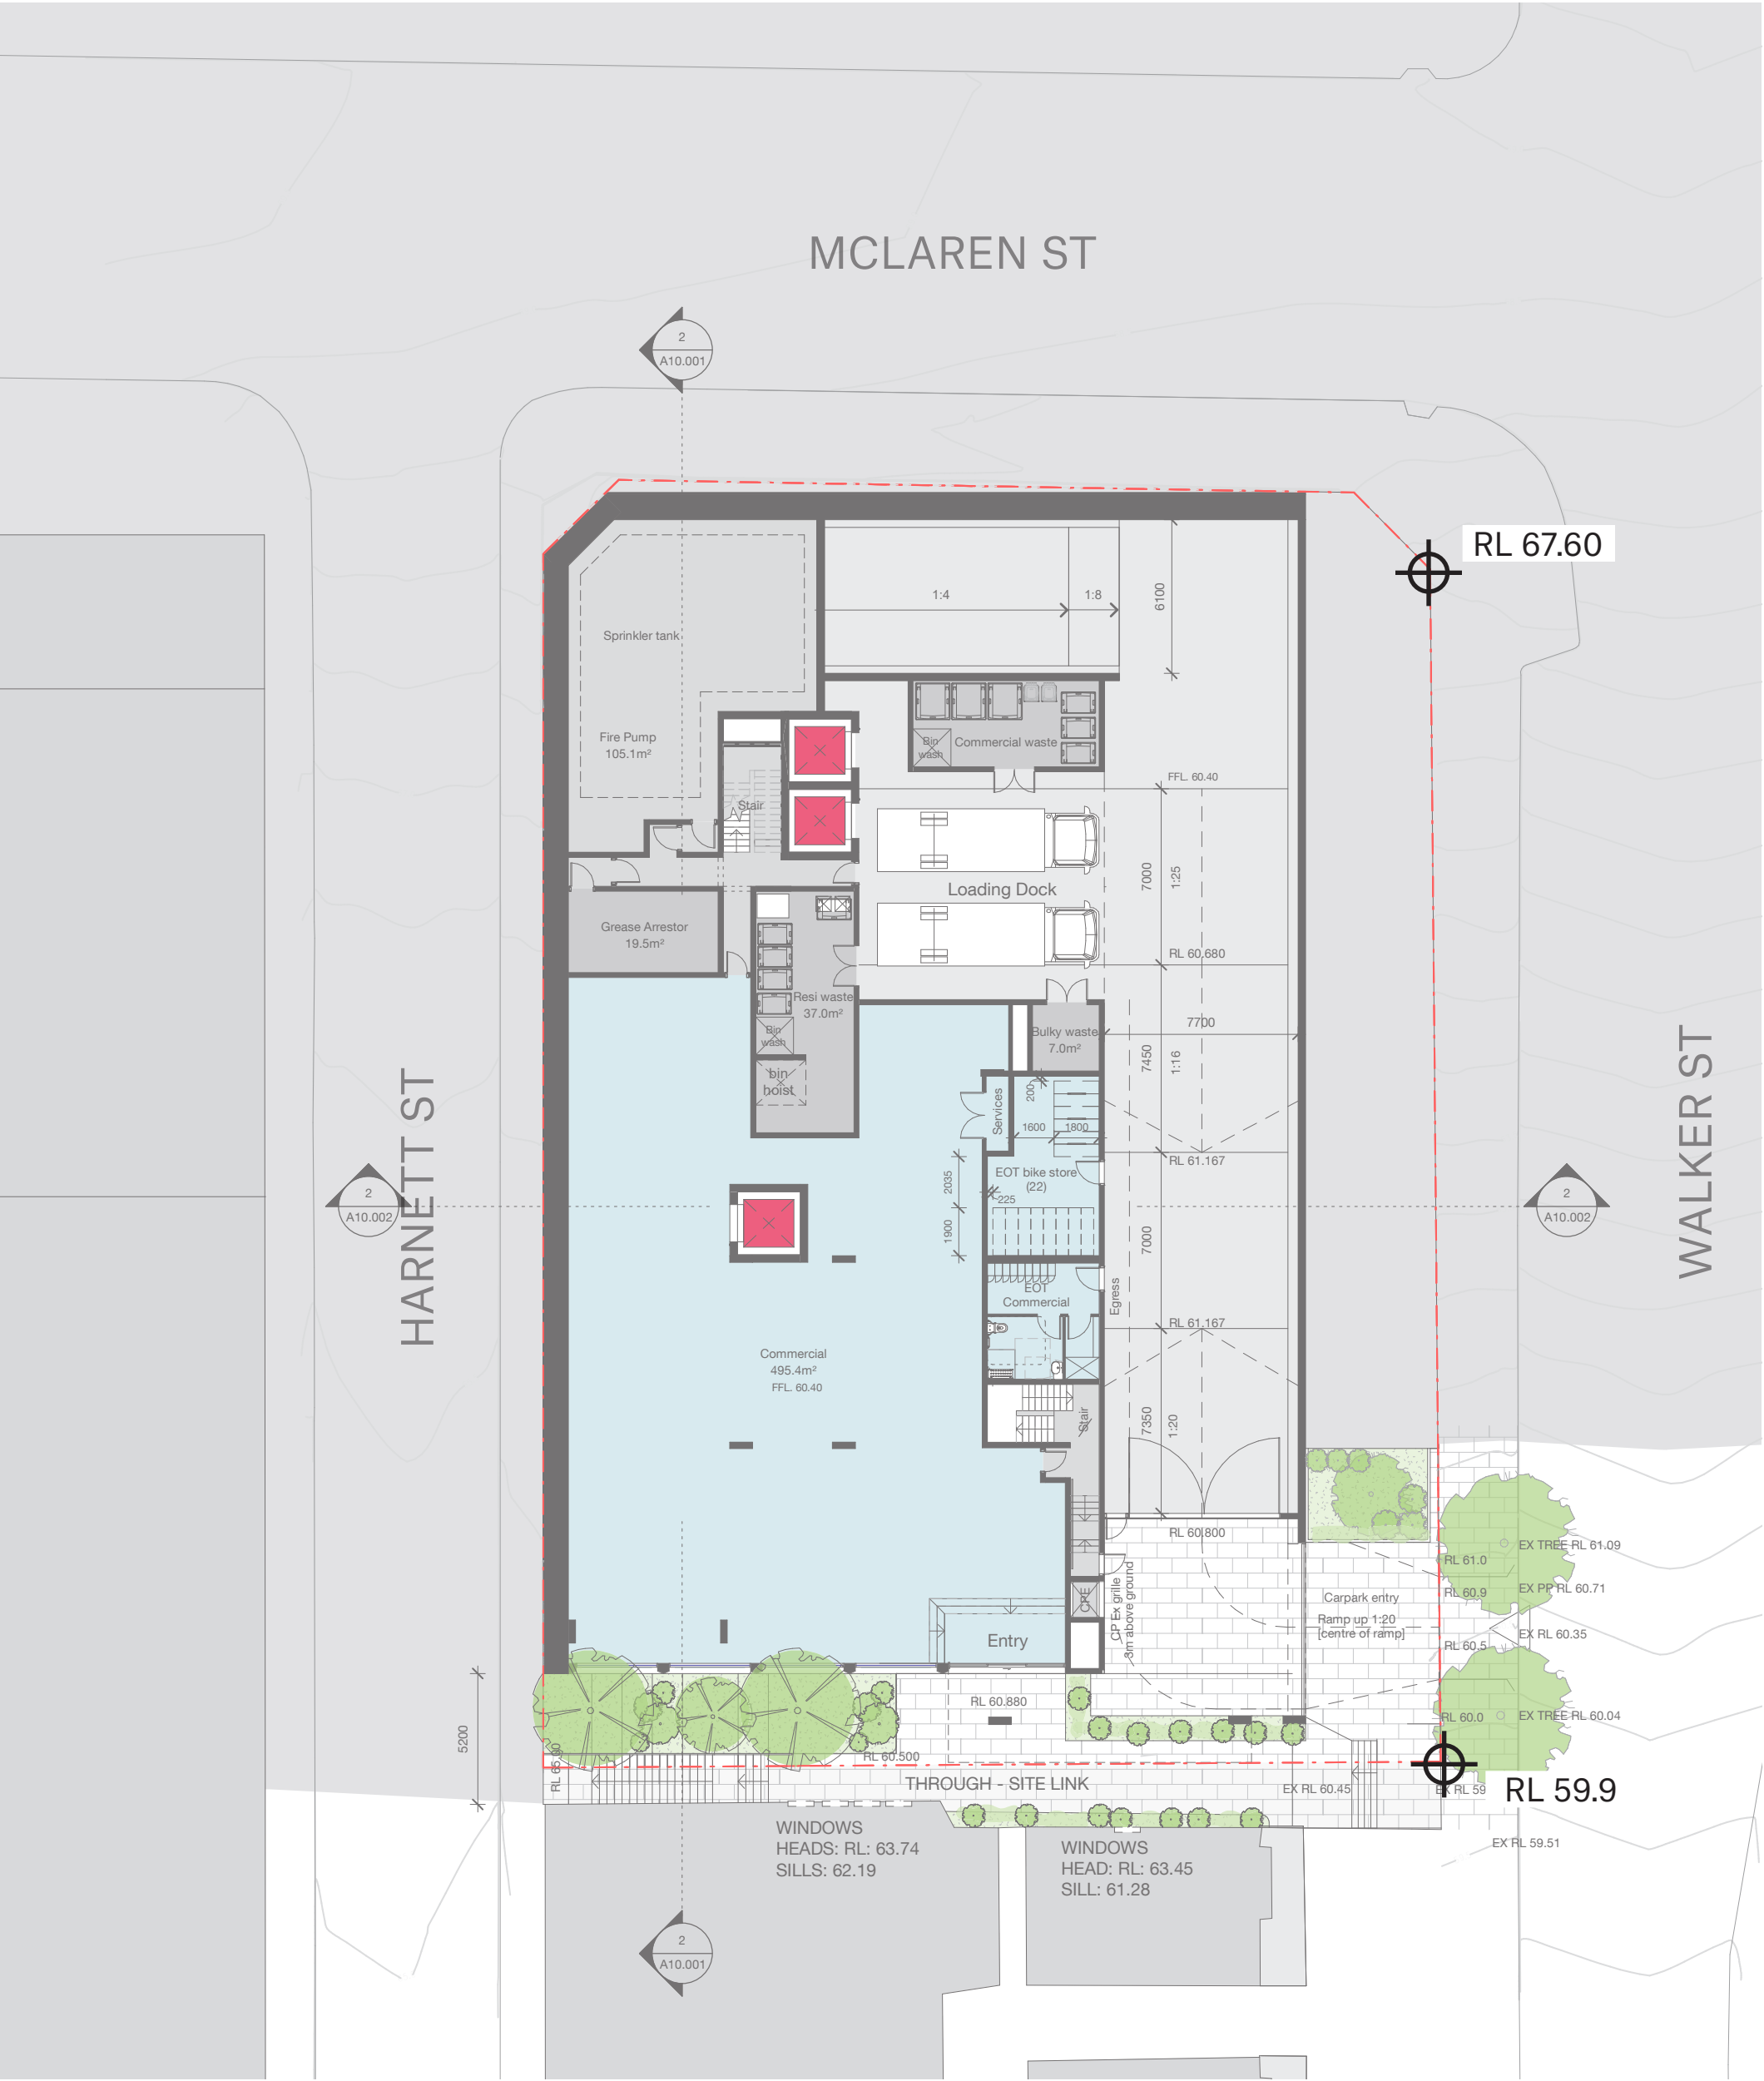 MCLAREN ST
2
A10.001
RL 67.60
1:4
1:8
6100
Sprinkler tank
Fire Pump
105.1m²
Bin
wash
Commercial waste
FFL. 60.40
Stair
Loading Dock
7000
1:25
Grease Arrestor
19.5m²
RL 60.680
Resi waste
37.0m²
Bin
wash
bin
hoist
Bulky waste
7.0m²
7700
7450
1:16
Services
200
1600
1800
HARNETT ST
WALKER ST
2
A10.002
EOT bike store
(22)
2035
225
1900
RL 61.167
2
A10.002
7000
EOT
Commercial
Egress
RL 61.167
Commercial
495.4m²
FFL. 60.40
Stair
7350
1:20
RL 60.800
EX TREE RL 61.09
RL 61.0
CPE
CP Ex grille
3m above ground
Carpark entry
Ramp up 1:20
[centre of ramp]
RL 60.9
EX PP RL 60.71
Entry
RL 60.5
EX RL 60.35
5200
RL 60.880
RL 60.0
EX TREE RL 60.04
RL 60.500
THROUGH - SITE LINK
EX RL 60.45
EX RL 59
RL 59.9
EX RL 59.51
WINDOWS
HEADS: RL: 63.74
SILLS: 62.19
WINDOWS
HEAD: RL: 63.45
SILL: 61.28
2
A10.001